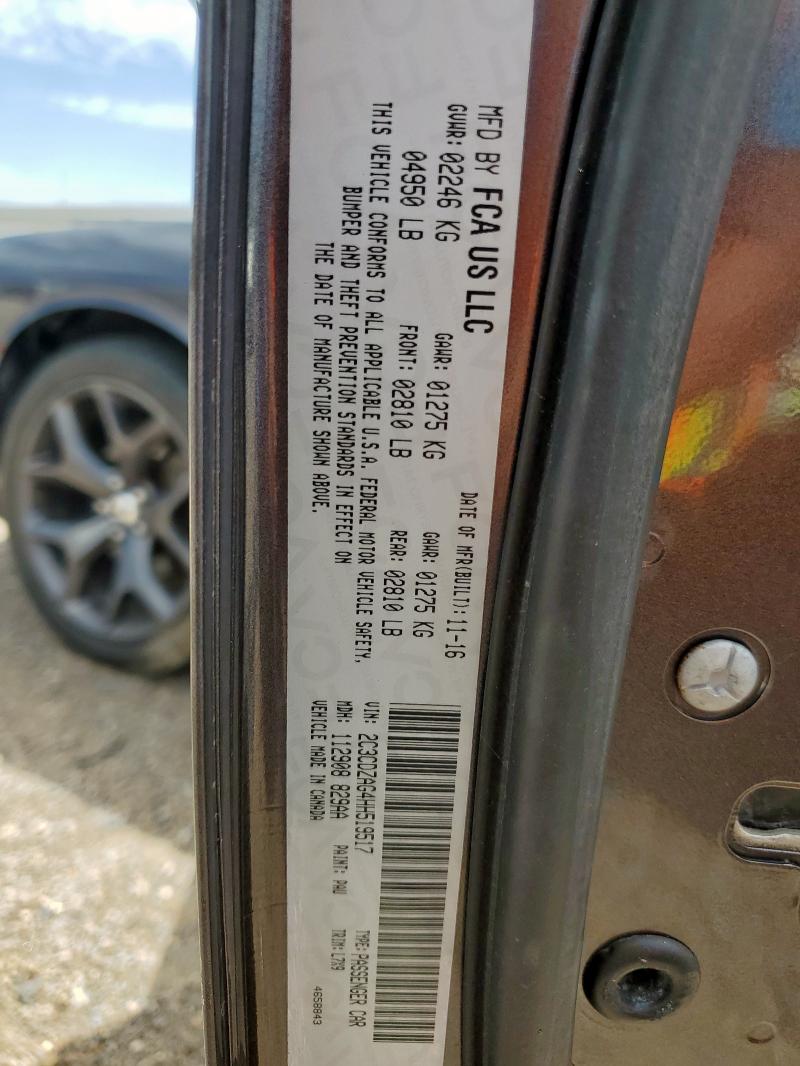 MFD BY FCA US LLC
DATE OF MFR(BUILT): 11-16
GVWR: 02246 KG GAWR: 01275 KG GAWR: 01275 KG
04950 LB FRONT: 02810 LB REAR: 02810 LB
THIS VEHICLE CONFORMS TO ALL APPLICABLE U.S.A. FEDERAL MOTOR VEHICLE SAFETY,
BUMPER AND THEFT PREVENTION STANDARDS IN EFFECT ON
THE DATE OF MANUFACTURE SHOWN ABOVE.
VIN: 2C3CDZAG4HH519517 TYPE: PASSENGER CAR
MDH: 112908 829AA PAINT: PAU TRIM: L7X9
VEHICLE MADE IN CANADA 4658843